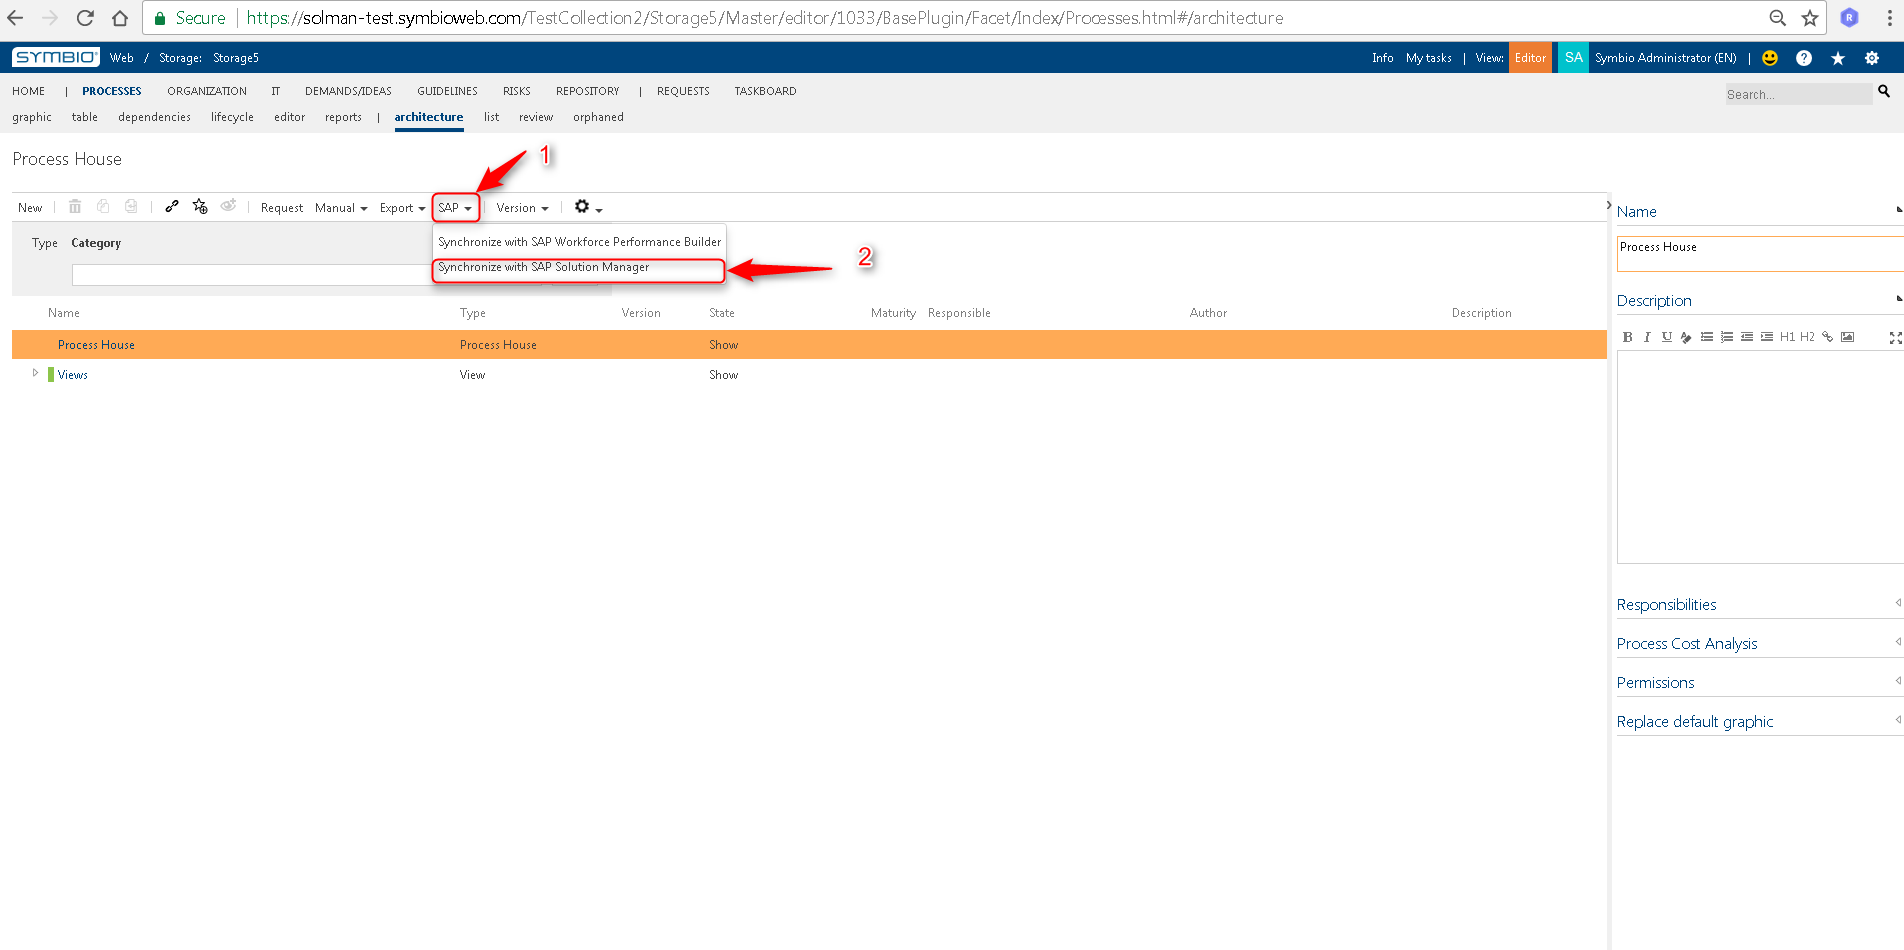 Secure https://solman-test.symbioweb.com/TestCollection2/Storage5/Master/editor/1033/BasePlugin/Facet/Index/Processes.html#/architecture R
SYMBIO Web / Storage: Storage5 Info My tasks | View: Editor SA Symbio Administrator (EN) | ?
HOME | PROCESSES ORGANIZATION IT DEMANDS/IDEAS GUIDELINES RISKS REPOSITORY | REQUESTS TASKBOARD Search...
graphic table dependencies lifecycle editor reports | architecture list review orphaned
Process House 1
New Request Manual Export SAP Version
Name
Type Category Synchronize with SAP Workforce Performance Builder
Process House
Synchronize with SAP Solution Manager 2
Description
Name Type Version State Maturity Responsible Author Description
B I U H1 H2
Process House Process House Show
Views View Show
Responsibilities
Process Cost Analysis
Permissions
Replace default graphic